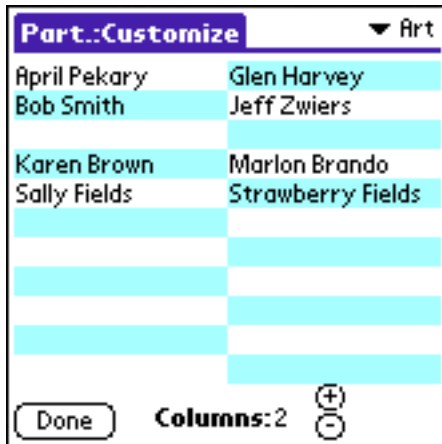 Part.:Customize ▼ Art
April Pekary Glen Harvey
Bob Smith Jeff Zwiers
Karen Brown Marlon Brando
Sally Fields Strawberry Fields
Done Columns:2 + -